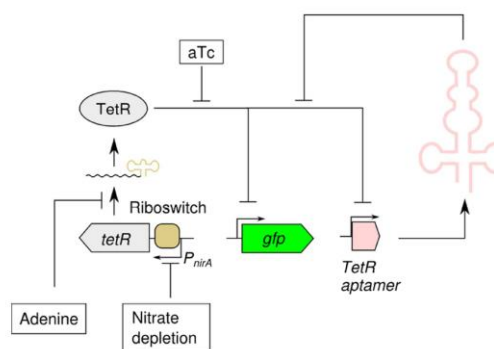 aTc
TetR
Riboswitch
tetR
PnirA
gfp
TetR
aptamer
Adenine
Nitrate
depletion